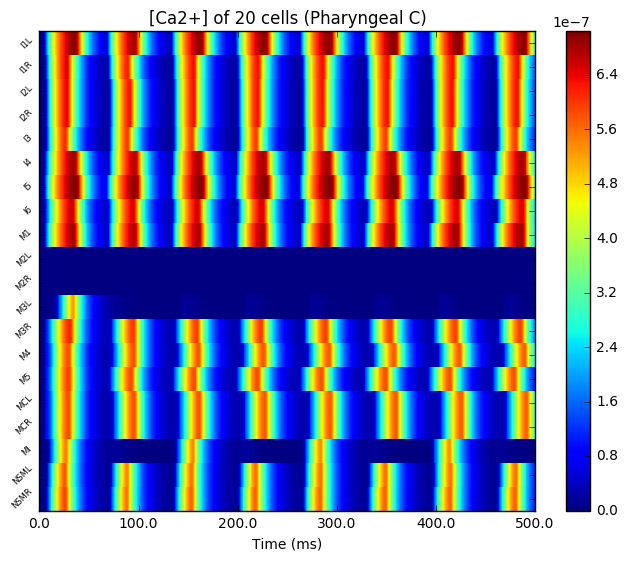 [Ca2+] of 20 cells (Pharyngeal C)
1e−7
I1L
I1R
I2L
I2R
I3
I4
I5
I6
M1
M2L
M2R
M3L
M3R
M4
M5
MCL
MCR
MI
NSML
NSMR
6.4
5.6
4.8
4.0
3.2
2.4
1.6
0.8
0.0
0.0 100.0 200.0 300.0 400.0 500.0
Time (ms)